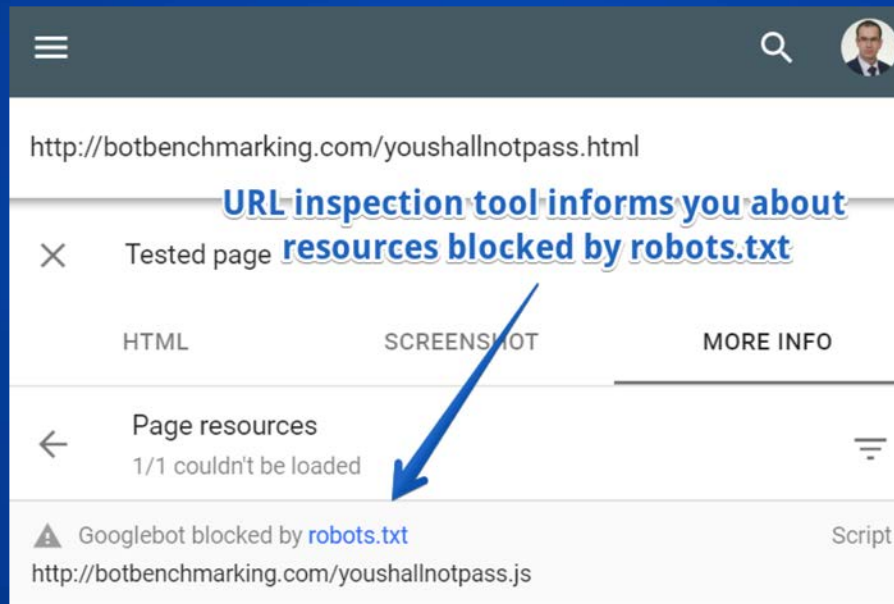 http://botbenchmarking.com/youshallnotpass.html
URL inspection tool informs you about
resources blocked by robots.txt
Tested page
HTML SCREENSHOT MORE INFO
Page resources
1/1 couldn't be loaded
Googlebot blocked by robots.txt Script
http://botbenchmarking.com/youshallnotpass.js